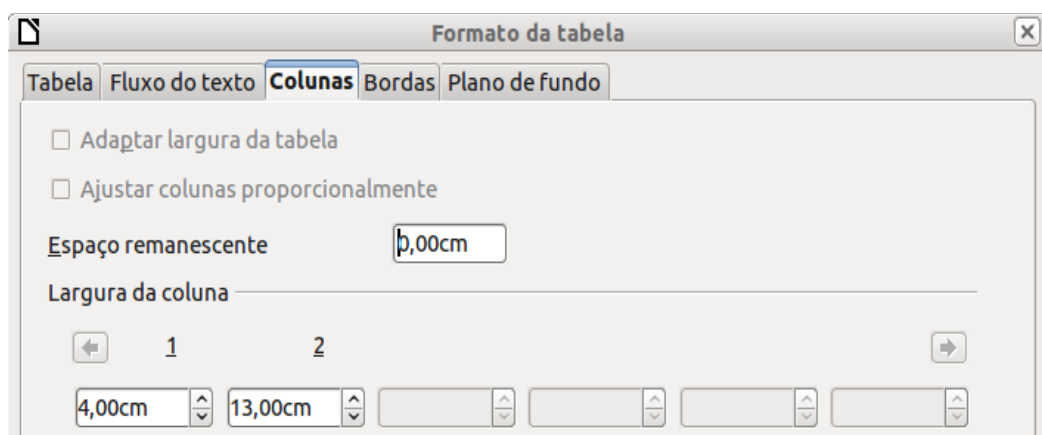 Formato da tabela
Tabela Fluxo do texto Colunas Bordas Plano de fundo
Adaptar largura da tabela
Ajustar colunas proporcionalmente
Espaço remanescente 0,00cm
Largura da coluna
1 2
4,00cm 13,00cm